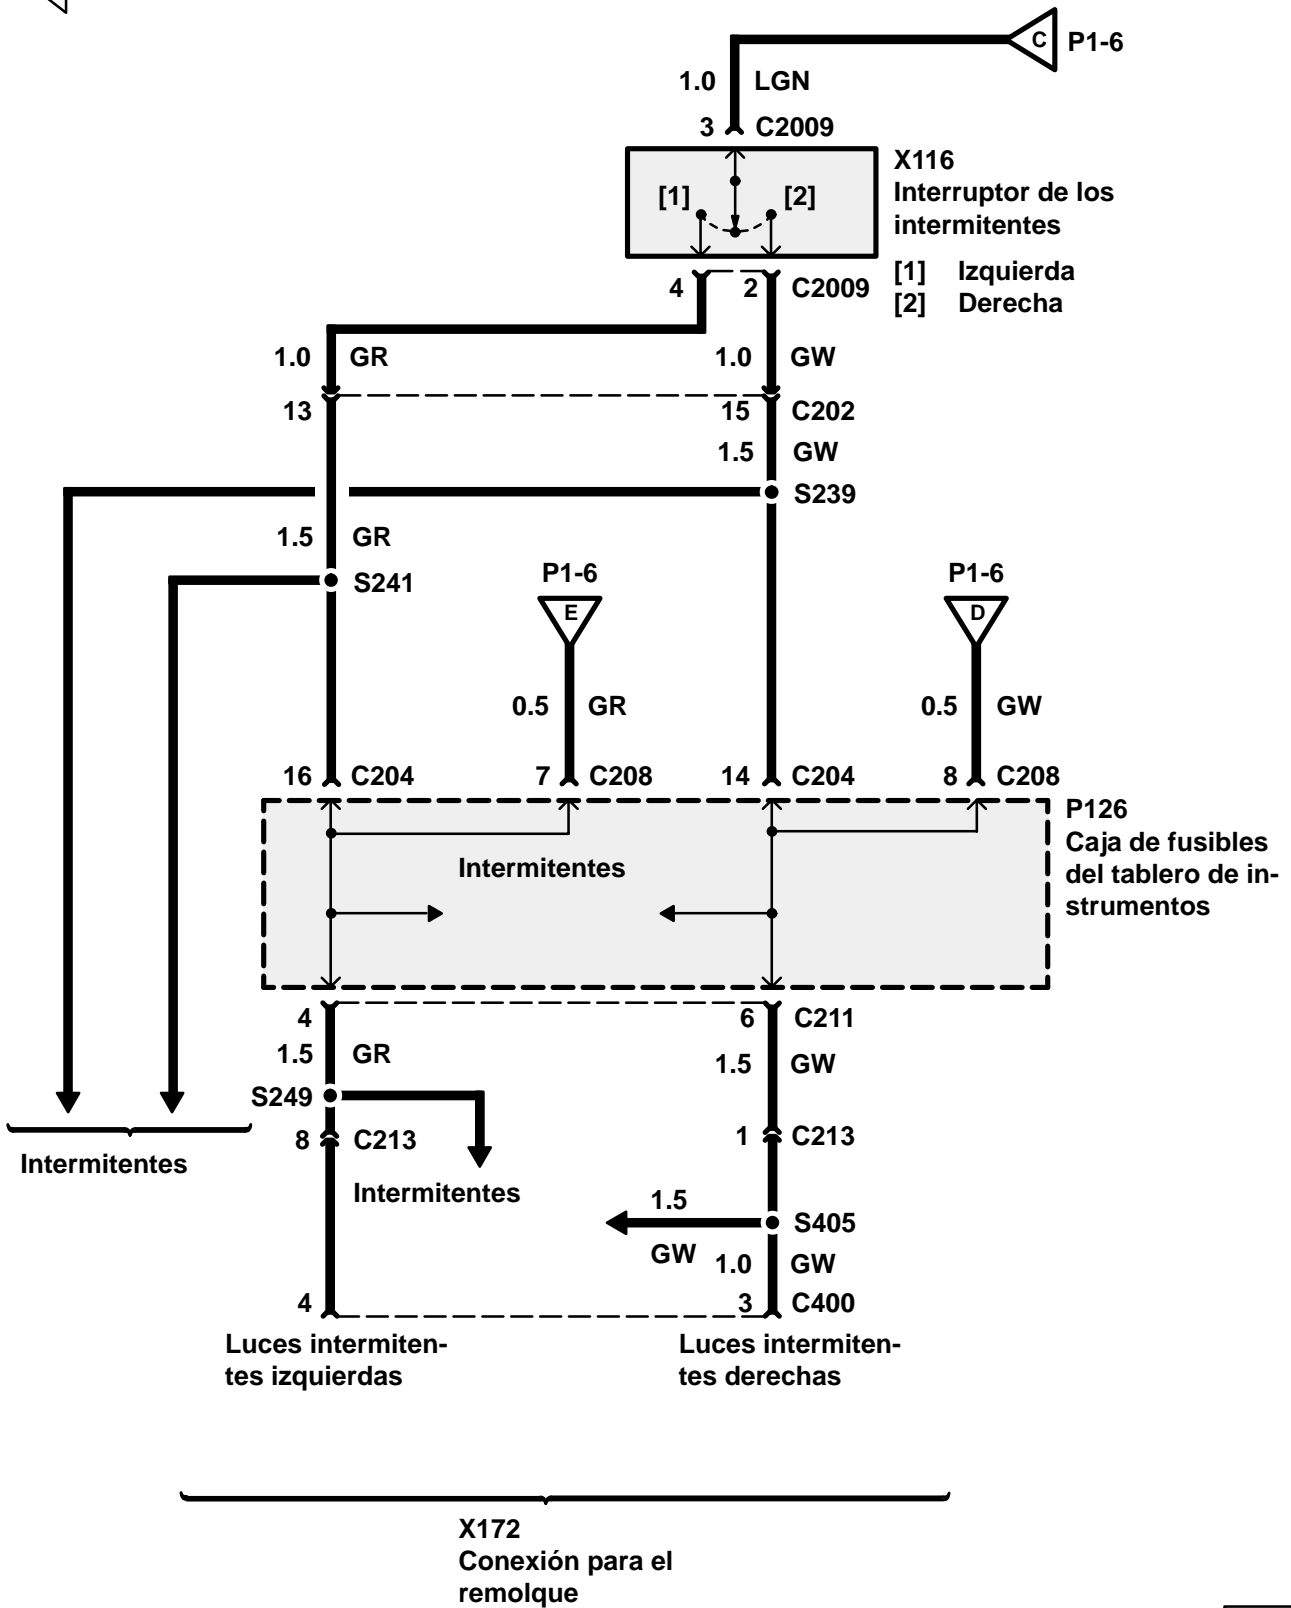 C P1-6
1.0 LGN
3 C2009
X116
Interruptor de los
intermitentes
[1] [2]
[1] Izquierda
[2] Derecha
4 2 C2009
1.0 GR 1.0 GW
13 15 C202
1.5 GW
S239
1.5 GR
S241
P1-6 P1-6
E D
0.5 GR 0.5 GW
16 C204 7 C208 14 C204 8 C208
P126
Caja de fusibles
del tablero de in-
strumentos
Intermitentes
4 6 C211
1.5 GR 1.5 GW
S249
8 C213 1 C213
Intermitentes
Intermitentes
1.5
S405
GW 1.0 GW
4 3 C400
Luces intermiten-
tes izquierdas
Luces intermiten-
tes derechas
X172
Conexión para el
remolque